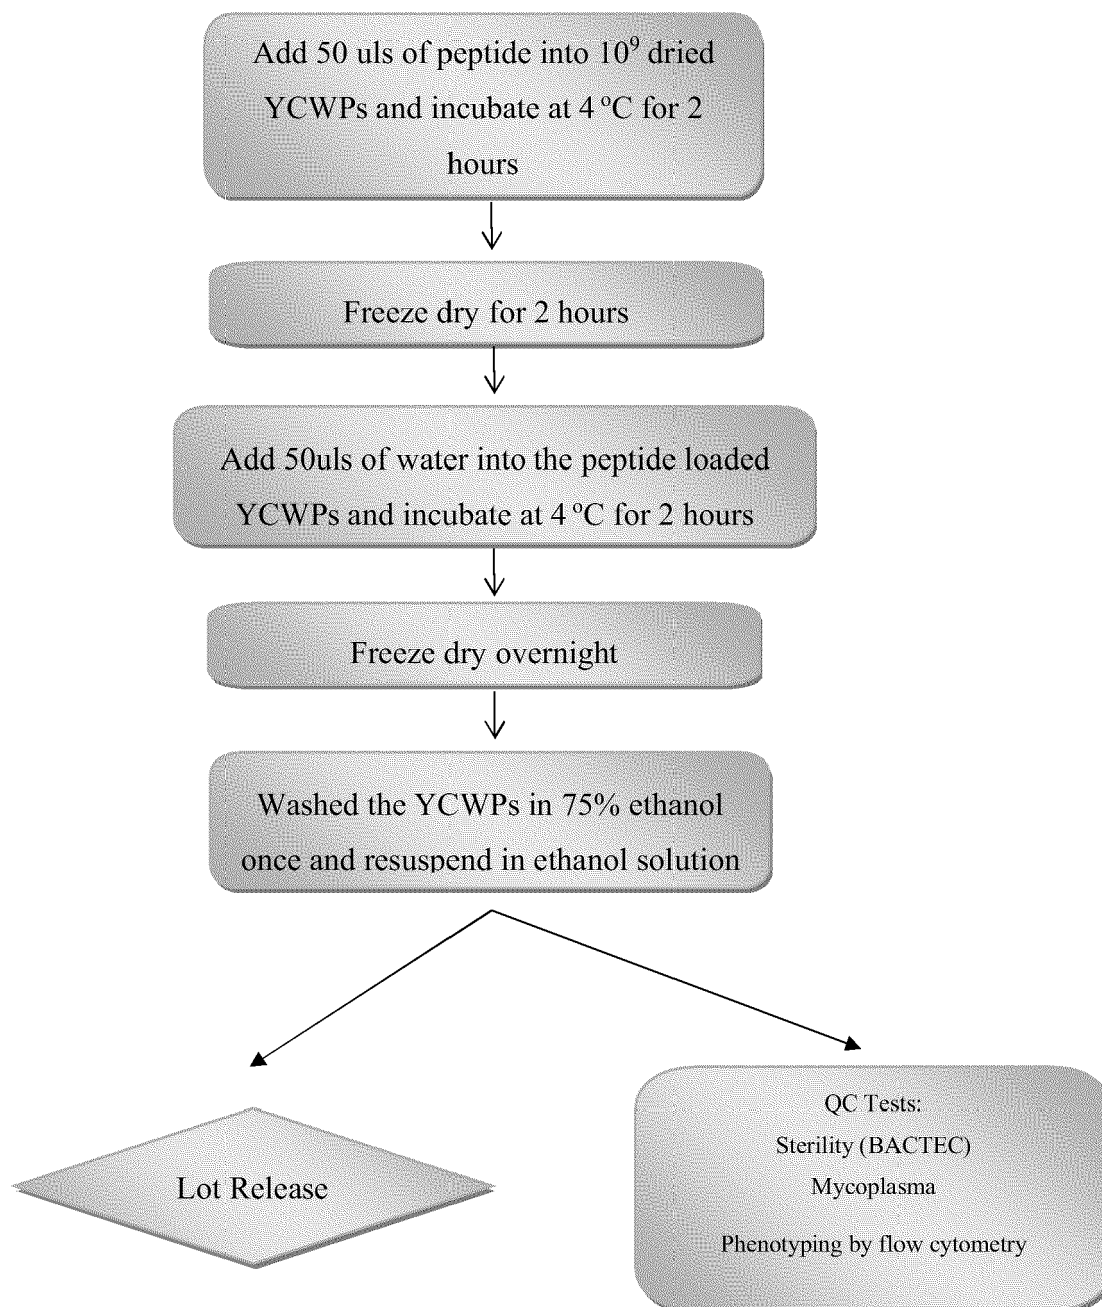 Add 50 uls of peptide into 10⁹ dried
YCWPs and incubate at 4 ºC for 2
hours
Freeze dry for 2 hours
Add 50uls of water into the peptide loaded
YCWPs and incubate at 4 ºC for 2 hours
Freeze dry overnight
Washed the YCWPs in 75% ethanol
once and resuspend in ethanol solution
Lot Release
QC Tests:
Sterility (BACTEC)
Mycoplasma
Phenotyping by flow cytometry